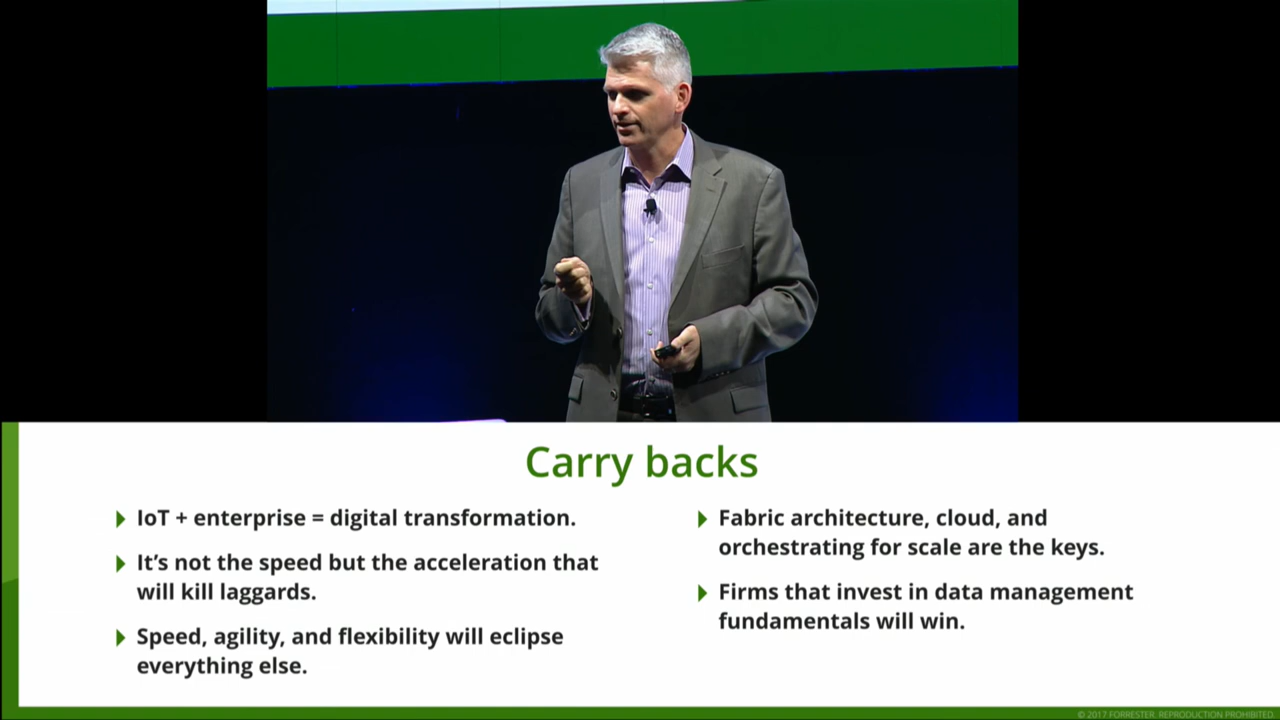 Carry backs
IoT + enterprise = digital transformation.
It's not the speed but the acceleration that
will kill laggards.
Speed, agility, and flexibility will eclipse
everything else.
Fabric architecture, cloud, and
orchestrating for scale are the keys.
Firms that invest in data management
fundamentals will win.
© 2017 FORRESTER. REPRODUCTION PROHIBITED.